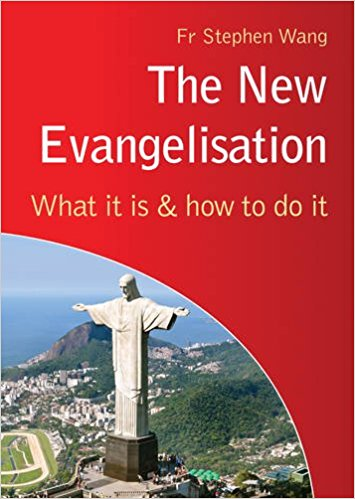 Fr Stephen Wang
The New
Evangelisation
What it is & how to do it